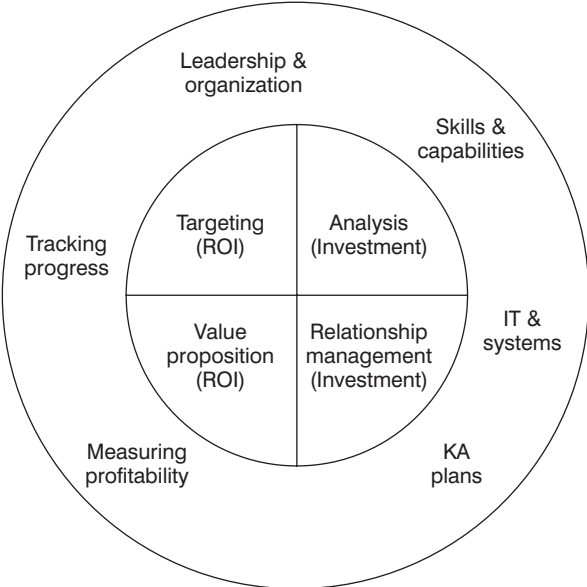 Leadership &
organization
Skills &
capabilities
Targeting
(ROI)
Analysis
(Investment)
Tracking
progress
Value
proposition
(ROI)
Relationship
management
(Investment)
IT &
systems
Measuring
profitability
KA
plans